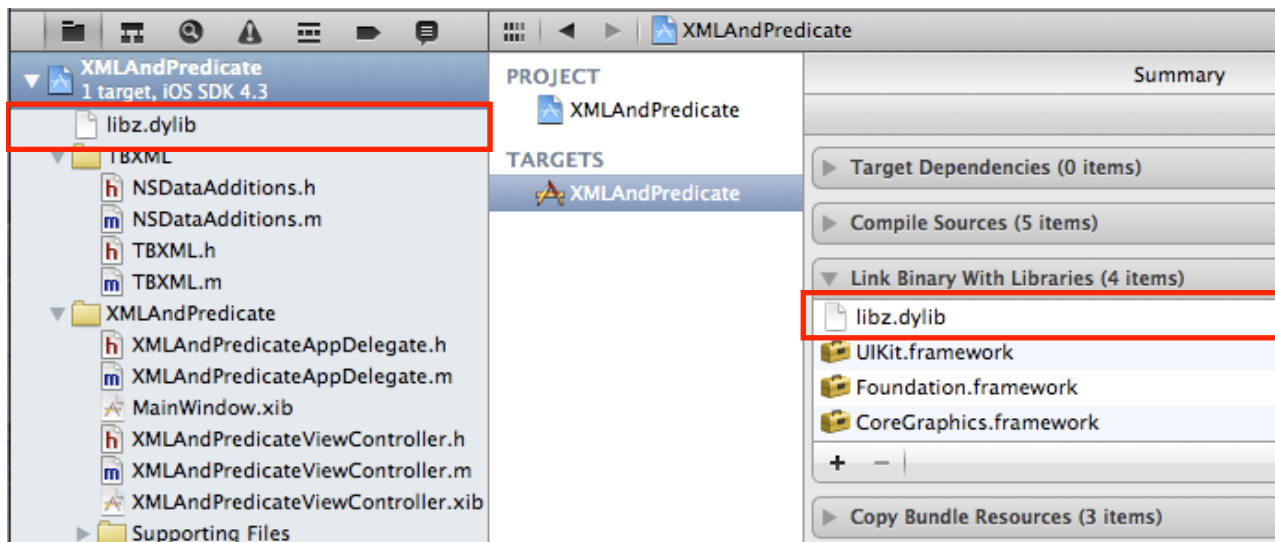 XMLAndPredicate
XMLAndPredicate
1 target, iOS SDK 4.3
libz.dylib
TBXML
h NSDataAdditions.h
m NSDataAdditions.m
h TBXML.h
m TBXML.m
XMLAndPredicate
h XMLAndPredicateAppDelegate.h
m XMLAndPredicateAppDelegate.m
MainWindow.xib
h XMLAndPredicateViewController.h
m XMLAndPredicateViewController.m
XMLAndPredicateViewController.xib
Supporting Files
PROJECT
XMLAndPredicate
TARGETS
XMLAndPredicate
Summary
Target Dependencies (0 items)
Compile Sources (5 items)
Link Binary With Libraries (4 items)
libz.dylib
UIKit.framework
Foundation.framework
CoreGraphics.framework
+ −
Copy Bundle Resources (3 items)